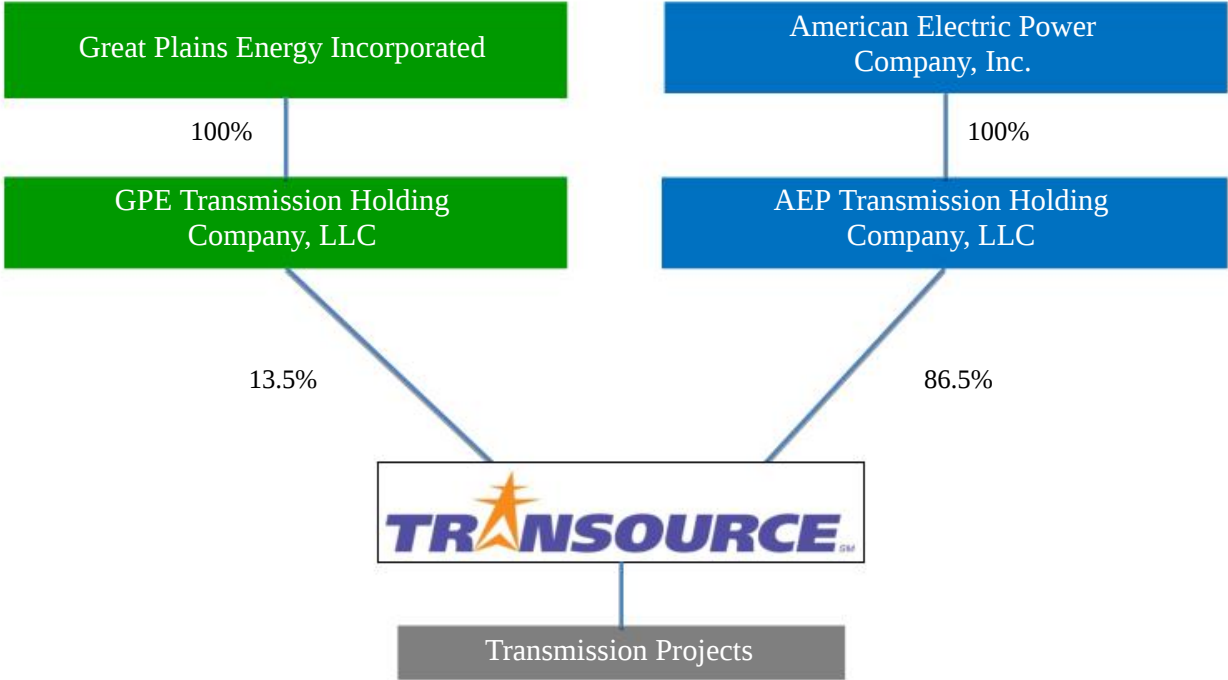 Great Plains Energy Incorporated
American Electric Power
Company, Inc.
100%
100%
GPE Transmission Holding
Company, LLC
AEP Transmission Holding
Company, LLC
13.5%
86.5%
TRANSOURCE SM
Transmission Projects